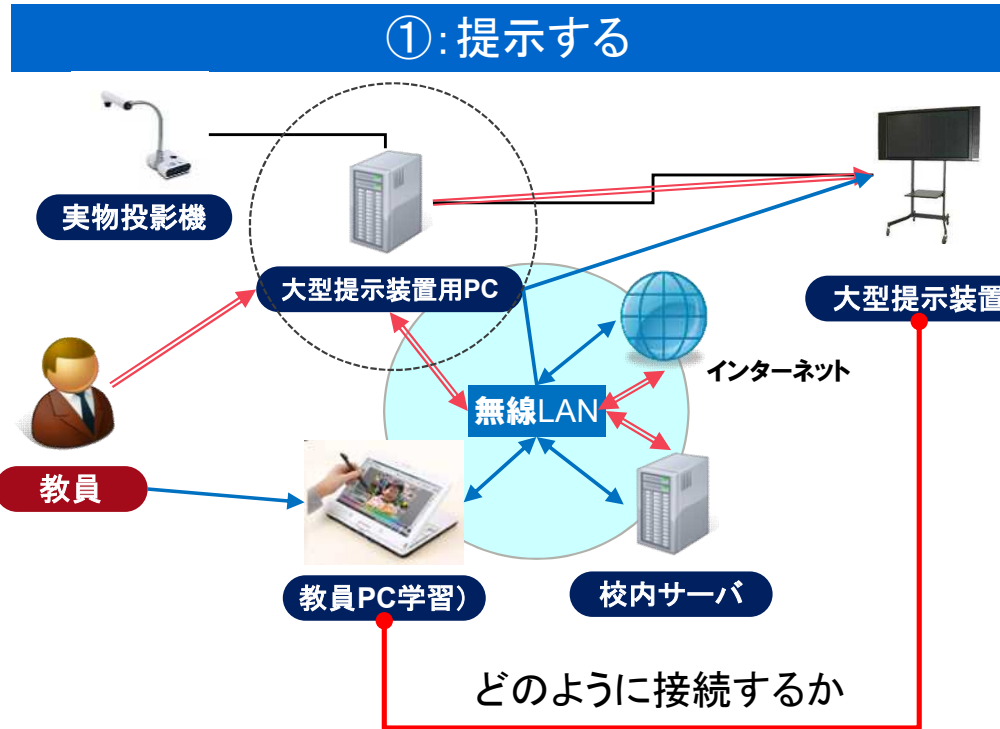 ①:提示する
実物投影機
大型提示装置用PC
大型提示装置
インターネット
無線LAN
教員
教員PC学習）
校内サーバ
どのように接続するか